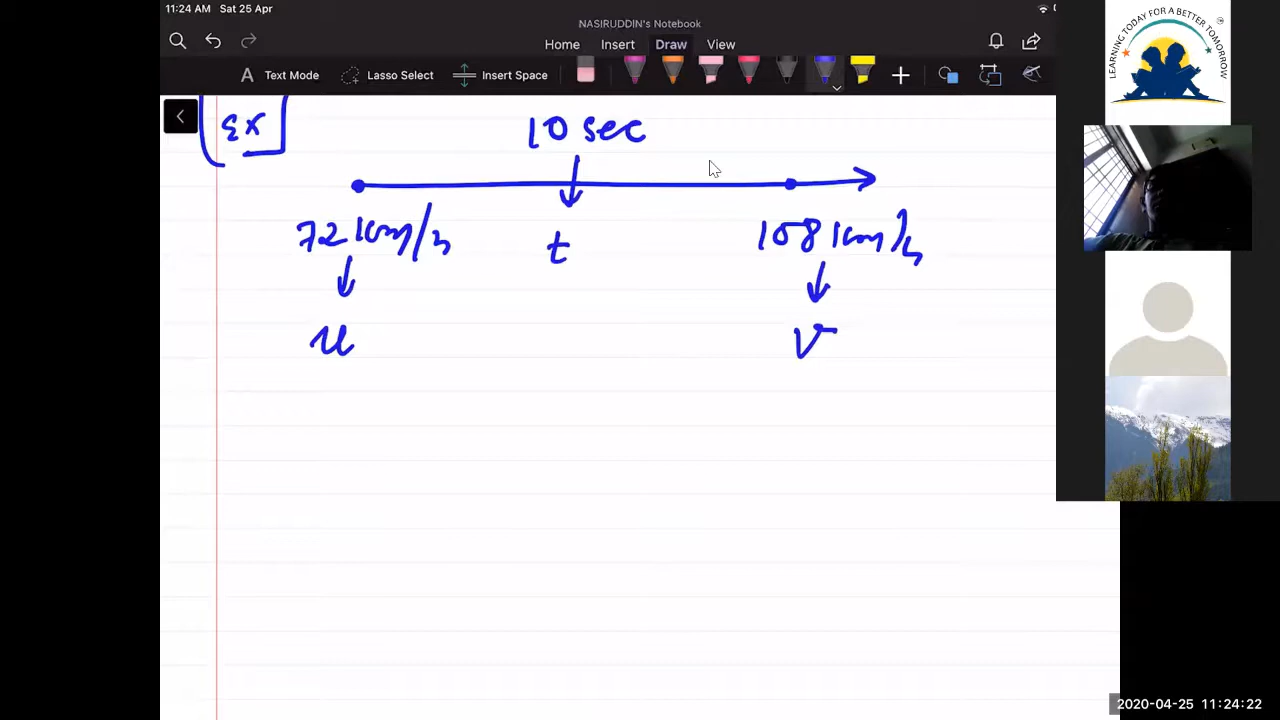 11:24 AM Sat 25 Apr
NASIRUDDIN's Notebook
Home Insert Draw View
A Text Mode Lasso Select Insert Space
Ex
10 sec
72 km/h
t
108 km/h
u
v
LEARNING TODAY FOR A BETTER TOMORROW
2020-04-25 11:24:22